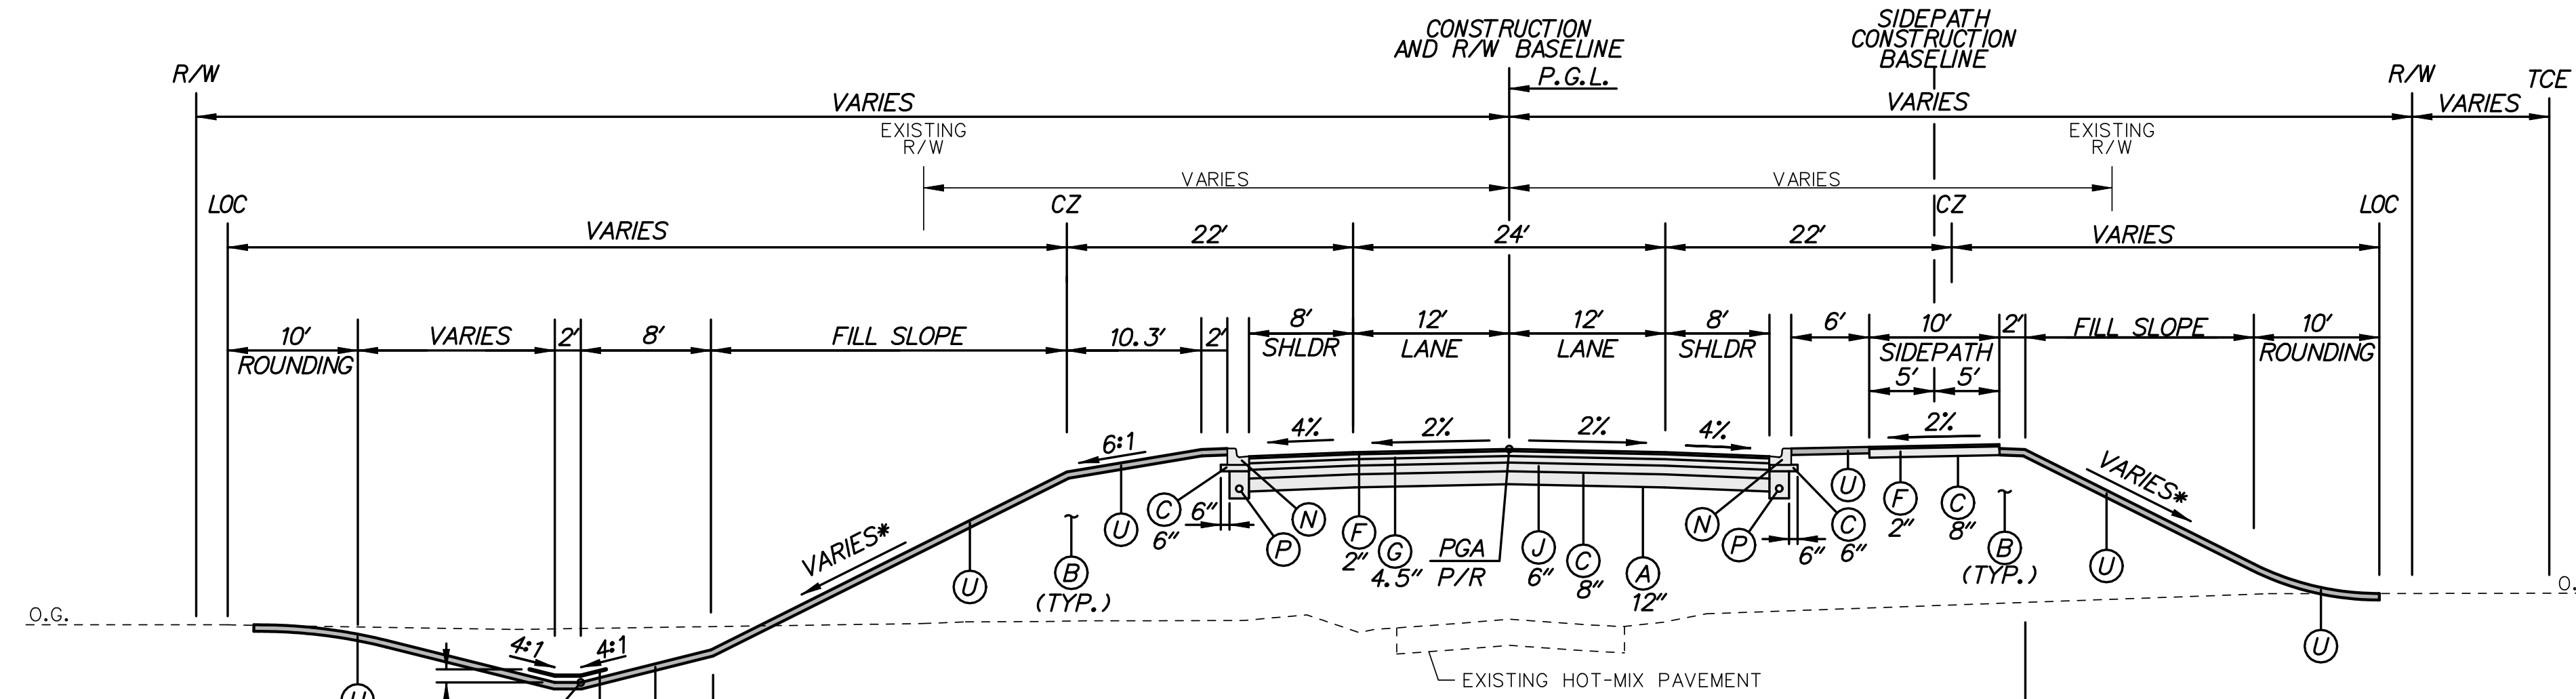 CONSTRUCTION
AND R/W BASELINE
P.G.L.
SIDEPATH
CONSTRUCTION
BASELINE
R/W
R/W
TCE
VARIES
VARIES
VARIES
EXISTING
R/W
EXISTING
R/W
VARIES
VARIES
LOC
CZ
CZ
LOC
VARIES
22'
24'
22'
VARIES
10'
ROUNDING
VARIES
2'
8'
FILL SLOPE
10.3'
2'
8'
SHLDR
12'
LANE
12'
LANE
8'
SHLDR
6'
10'
SIDEPATH
2'
FILL SLOPE
10'
ROUNDING
5'
5'
6:1
4%
2%
2%
4%
2%
VARIES*
VARIES*
U
U
B
(TYP.)
U
C
6"
6"
P
N
F
2"
G
4.5"
PGA
P/R
J
6"
C
8"
A
12"
N
P
6"
C
6"
U
F
2"
C
8"
B
(TYP.)
U
U
O.G.
O.
4:1
4:1
EXISTING HOT-MIX PAVEMENT